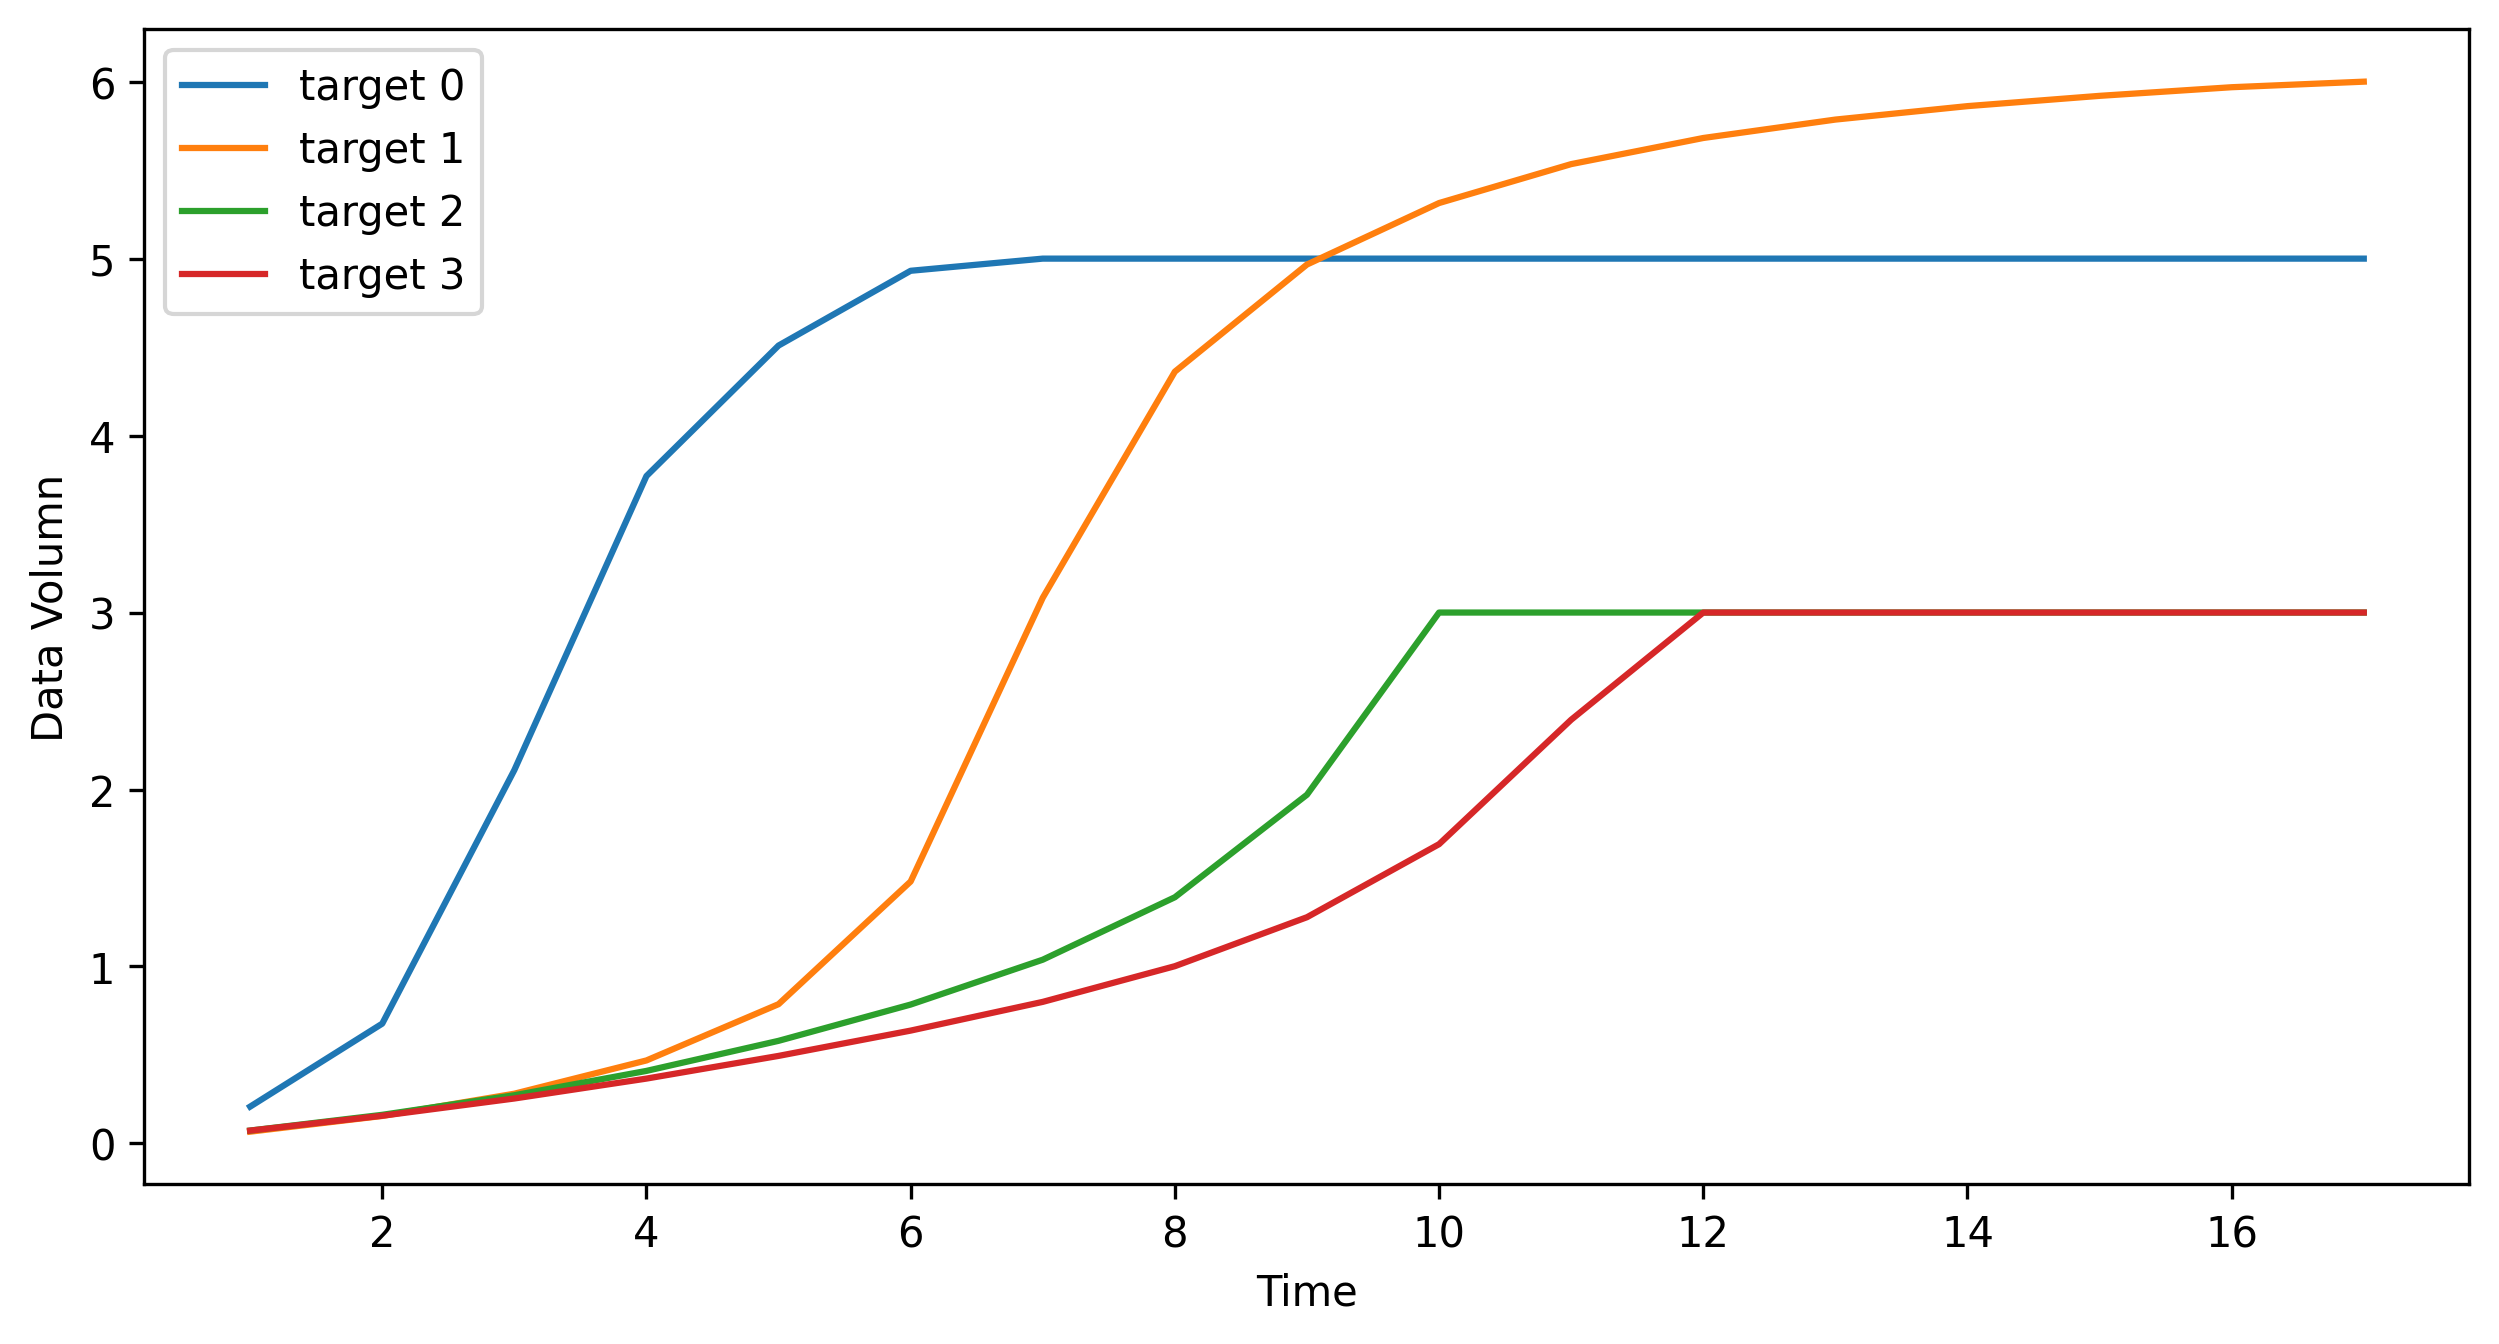 target 0
target 1
target 2
target 3
6
5
4
3
2
1
0
Data Volumn
2 4 6 8 10 12 14 16
Time